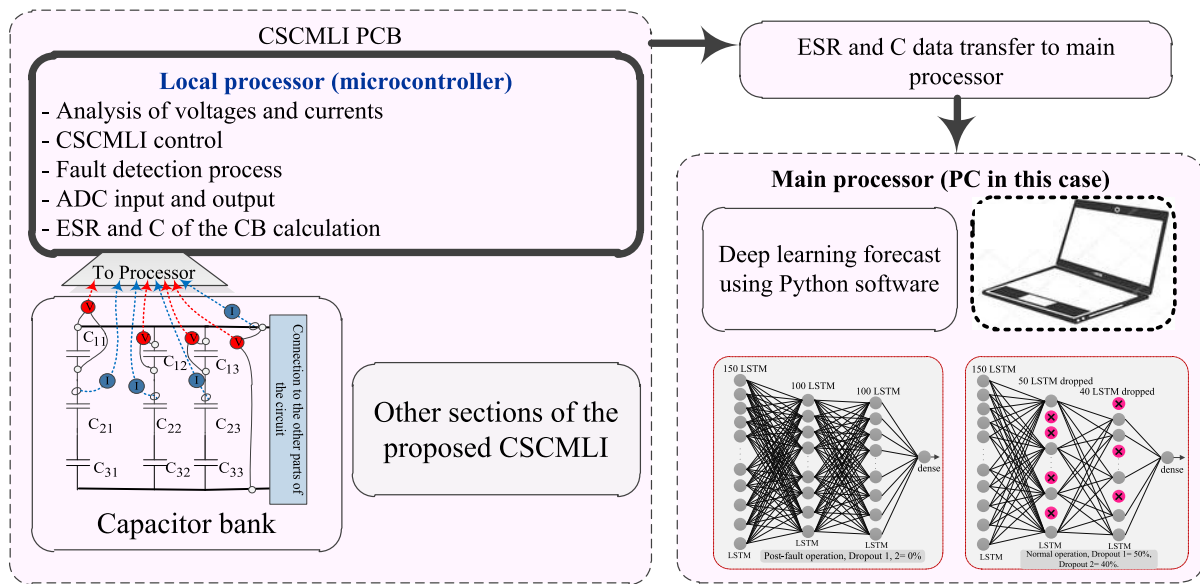 CSCMLI PCB
Local processor (microcontroller)
- Analysis of voltages and currents
- CSCMLI control
- Fault detection process
- ADC input and output
- ESR and C of the CB calculation
To Processor
V
I
V
V
V
I
I
I
C11
C12
C13
C21
C22
C23
C31
C32
C33
Connection to the other parts of
the circuit
Capacitor bank
Other sections of the
proposed CSCMLI
ESR and C data transfer to main
processor
Main processor (PC in this case)
Deep learning forecast
using Python software
150 LSTM
100 LSTM
100 LSTM
dense
LSTM
LSTM
LSTM
Post-fault operation, Dropout 1, 2= 0%
150 LSTM
50 LSTM dropped
40 LSTM dropped
dense
LSTM
LSTM
LSTM
Normal operation, Dropout 1= 50%,
Dropout 2= 40%.